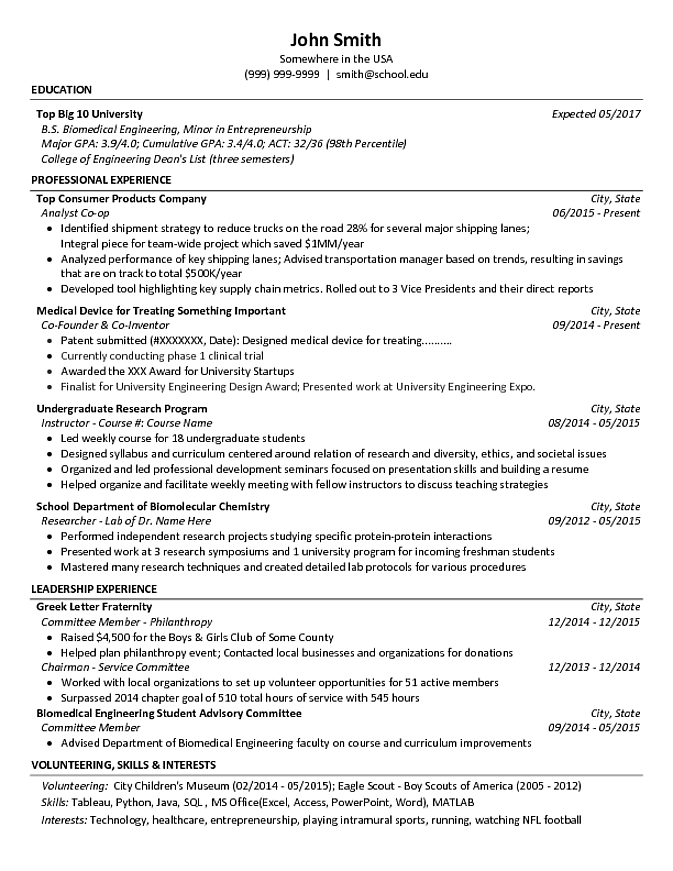 John Smith
Somewhere in the USA
(999) 999-9999 | smith@school.edu
EDUCATION
Top Big 10 University Expected 05/2017
B.S. Biomedical Engineering, Minor in Entrepreneurship
Major GPA: 3.9/4.0; Cumulative GPA: 3.4/4.0; ACT: 32/36 (98th Percentile)
College of Engineering Dean's List (three semesters)
PROFESSIONAL EXPERIENCE
Top Consumer Products Company City, State
Analyst Co-op 06/2015 - Present
• Identified shipment strategy to reduce trucks on the road 28% for several major shipping lanes;
Integral piece for team-wide project which saved $1MM/year
• Analyzed performance of key shipping lanes; Advised transportation manager based on trends, resulting in savings
that are on track to total $500K/year
• Developed tool highlighting key supply chain metrics. Rolled out to 3 Vice Presidents and their direct reports
Medical Device for Treating Something Important City, State
Co-Founder & Co-Inventor 09/2014 - Present
• Patent submitted (#XXXXXXX, Date): Designed medical device for treating..........
• Currently conducting phase 1 clinical trial
• Awarded the XXX Award for University Startups
• Finalist for University Engineering Design Award; Presented work at University Engineering Expo.
Undergraduate Research Program City, State
Instructor - Course #: Course Name 08/2014 - 05/2015
• Led weekly course for 18 undergraduate students
• Designed syllabus and curriculum centered around relation of research and diversity, ethics, and societal issues
• Organized and led professional development seminars focused on presentation skills and building a resume
• Helped organize and facilitate weekly meeting with fellow instructors to discuss teaching strategies
School Department of Biomolecular Chemistry City, State
Researcher - Lab of Dr. Name Here 09/2012 - 05/2015
• Performed independent research projects studying specific protein-protein interactions
• Presented work at 3 research symposiums and 1 university program for incoming freshman students
• Mastered many research techniques and created detailed lab protocols for various procedures
LEADERSHIP EXPERIENCE
Greek Letter Fraternity City, State
Committee Member - Philanthropy 12/2014 - 12/2015
• Raised $4,500 for the Boys & Girls Club of Some County
• Helped plan philanthropy event; Contacted local businesses and organizations for donations
Chairman - Service Committee 12/2013 - 12/2014
• Worked with local organizations to set up volunteer opportunities for 51 active members
• Surpassed 2014 chapter goal of 510 total hours of service with 545 hours
Biomedical Engineering Student Advisory Committee City, State
Committee Member 09/2014 - 05/2015
• Advised Department of Biomedical Engineering faculty on course and curriculum improvements
VOLUNTEERING, SKILLS & INTERESTS
Volunteering: City Children's Museum (02/2014 - 05/2015); Eagle Scout - Boy Scouts of America (2005 - 2012)
Skills: Tableau, Python, Java, SQL , MS Office(Excel, Access, PowerPoint, Word), MATLAB
Interests: Technology, healthcare, entrepreneurship, playing intramural sports, running, watching NFL football